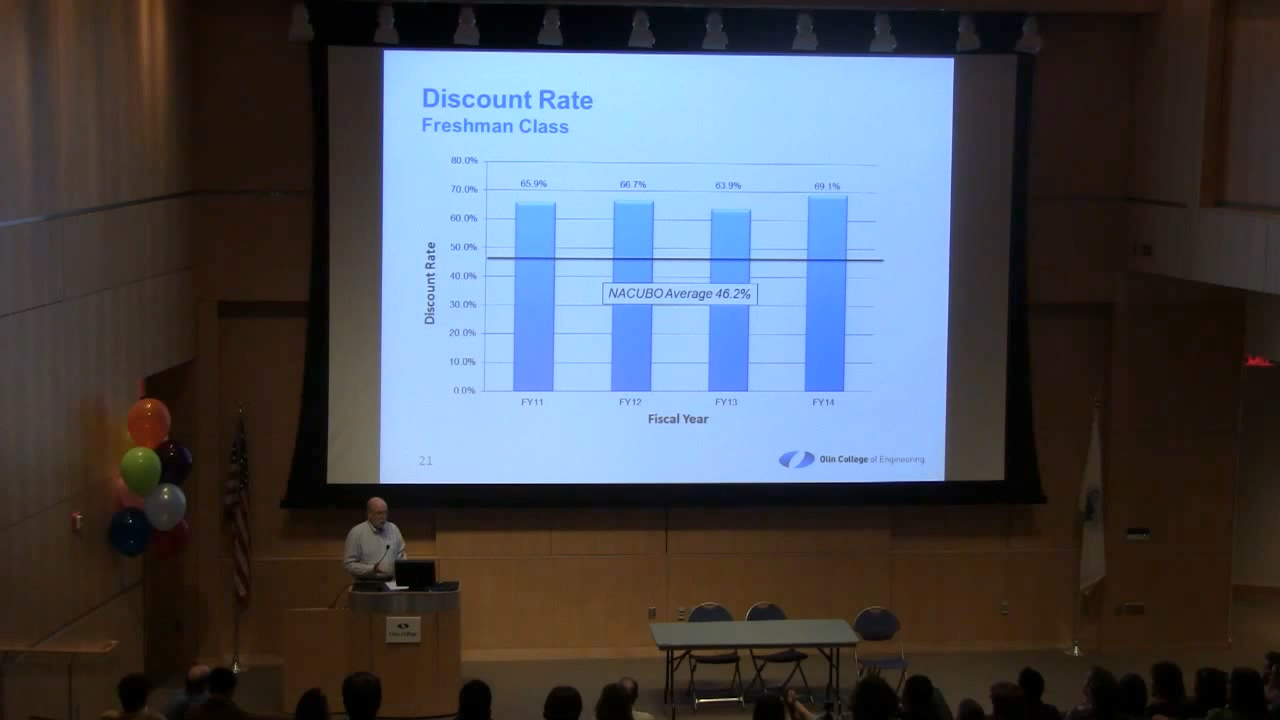 Discount Rate
Freshman Class
80.0%
70.0%
60.0%
50.0%
40.0%
30.0%
20.0%
10.0%
0.0%
Discount Rate
65.9%
66.7%
63.9%
69.1%
NACUBO Average 46.2%
FY11
FY12
FY13
FY14
Fiscal Year
21
Olin College of Engineering
Olin College